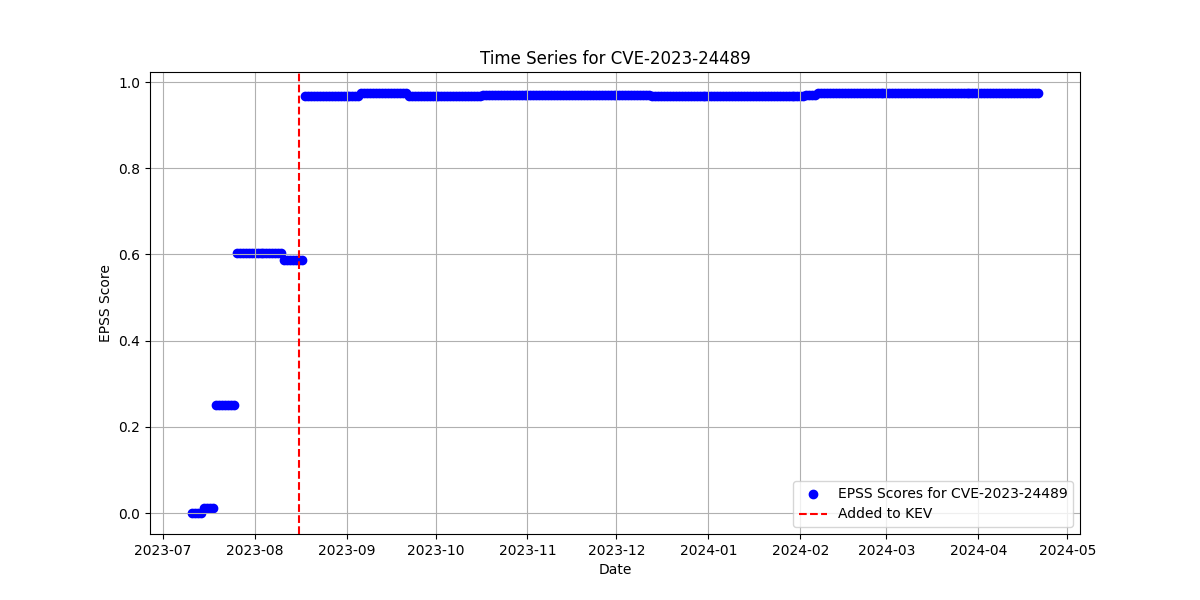 Time Series for CVE-2023-24489
1.0
0.8
0.6
0.4
0.2
0.0
EPSS Score
EPSS Scores for CVE-2023-24489
Added to KEV
2023-07 2023-08 2023-09 2023-10 2023-11 2023-12 2024-01 2024-02 2024-03 2024-04 2024-05
Date